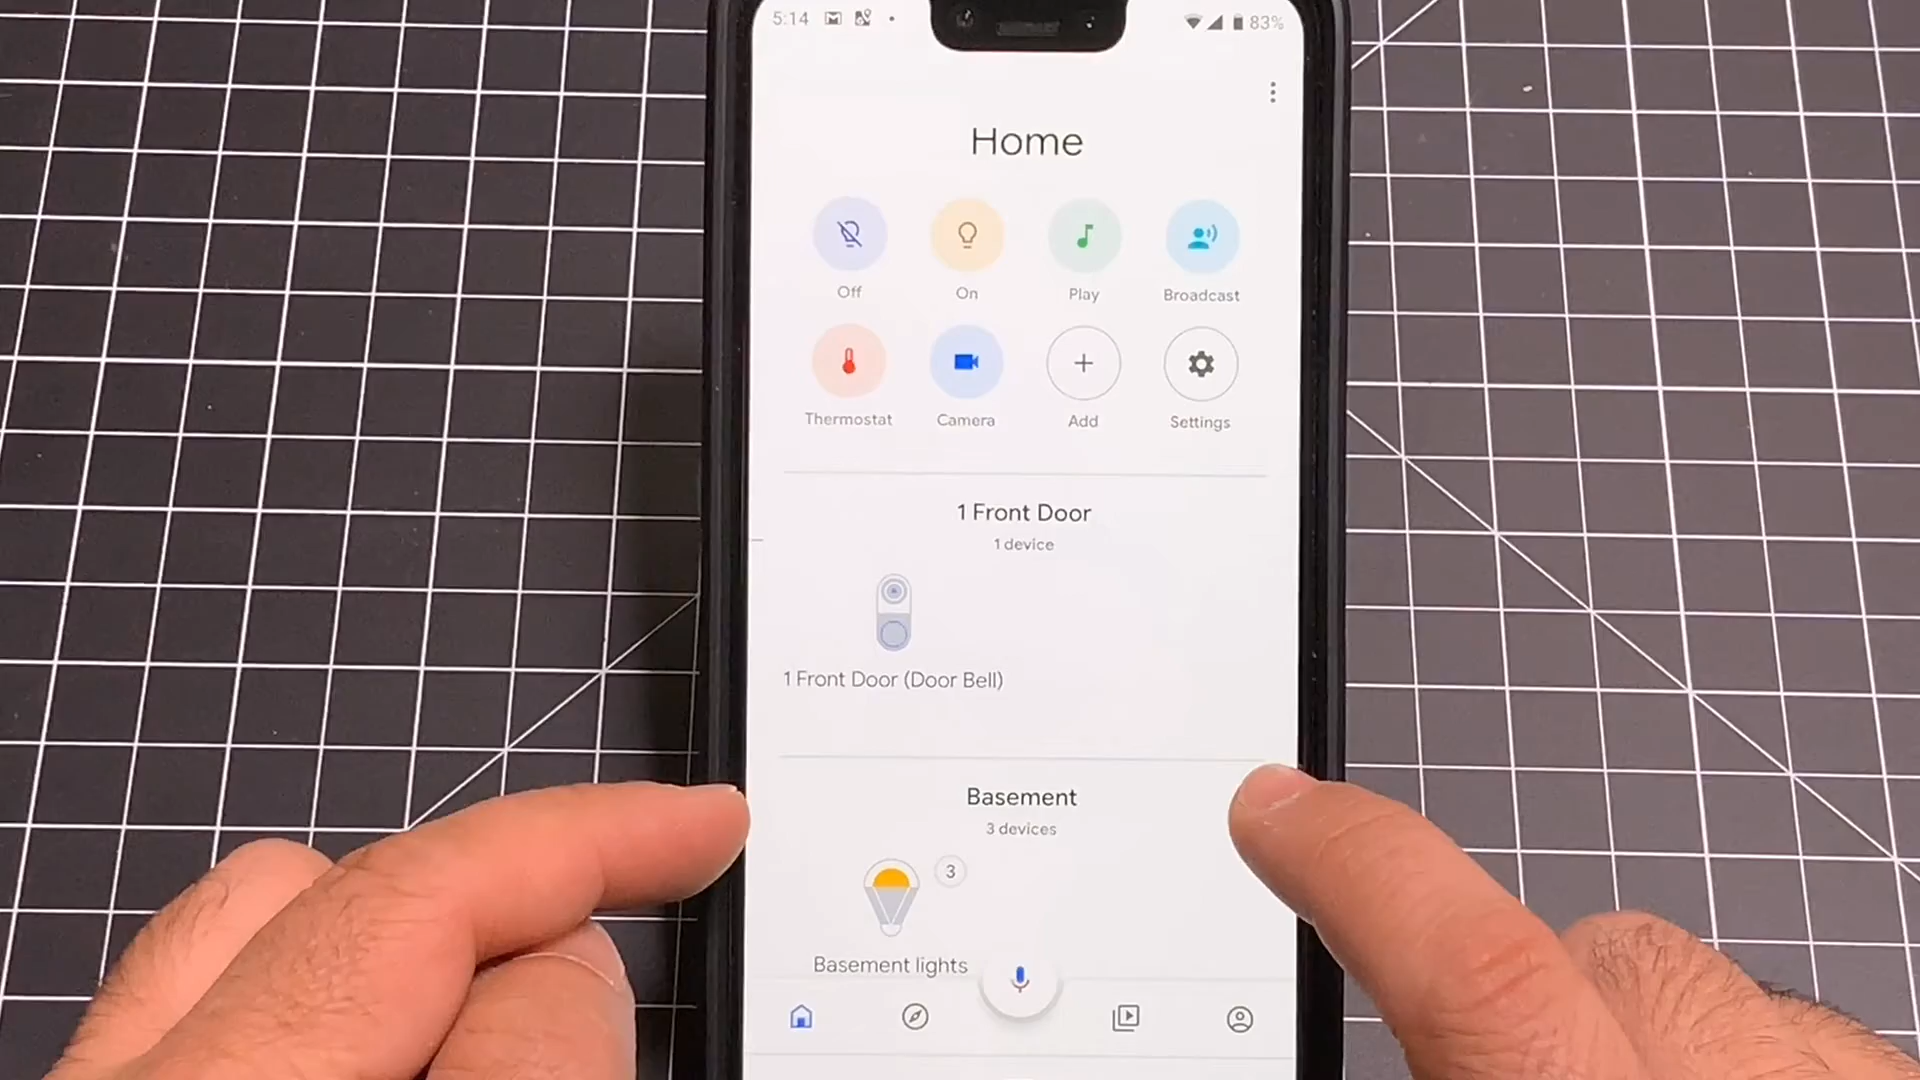 5:14
83%
Home
Off
On
Play
Broadcast
Thermostat
Camera
Add
Settings
1 Front Door
1 device
1 Front Door (Door Bell)
Basement
3 devices
3
Basement lights